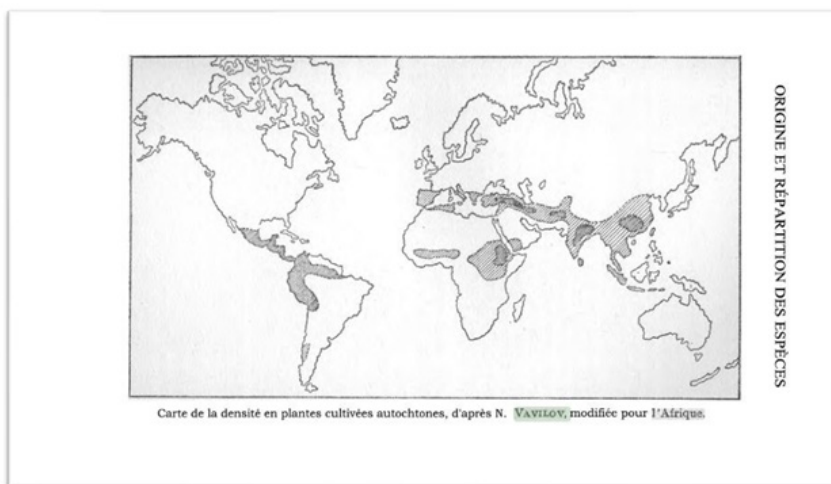 ORIGINE ET RÉPARTITION DES ESPÈCES
Carte de la densité en plantes cultivées autochtones, d'après N. VAVILOV, modifiée pour l'Afrique.